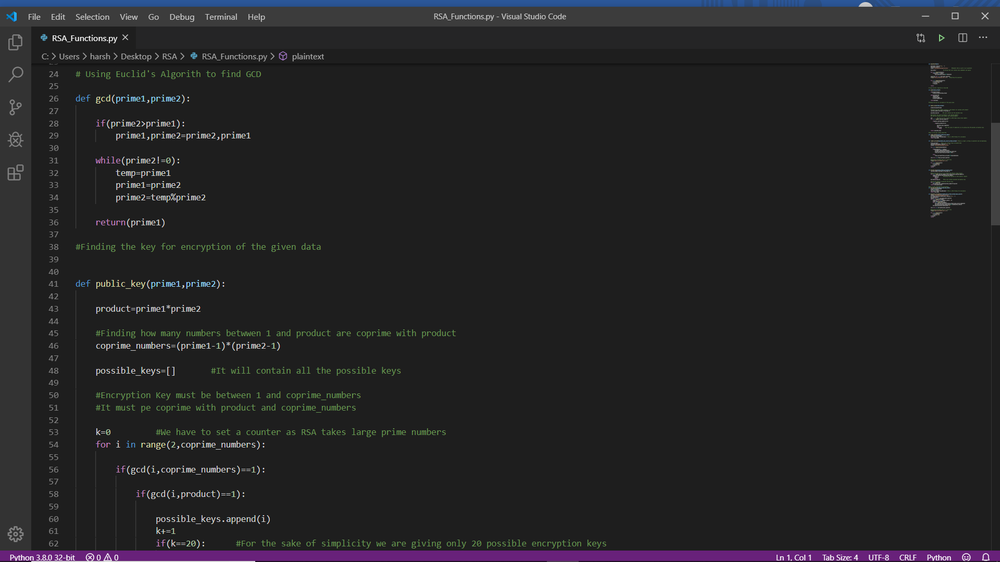 File Edit Selection View Go Debug Terminal Help RSA_Functions.py - Visual Studio Code
RSA_Functions.py
C: > Users > harsh > Desktop > RSA > RSA_Functions.py > plaintext
24 # Using Euclid's Algorith to find GCD
25
26 def gcd(prime1,prime2):
27
28 if(prime2>prime1):
29 prime1,prime2=prime2,prime1
30
31 while(prime2!=0):
32 temp=prime1
33 prime1=prime2
34 prime2=temp%prime2
35
36 return(prime1)
37
38 #Finding the key for encryption of the given data
39
40
41 def public_key(prime1,prime2):
42
43 product=prime1*prime2
44
45 #Finding how many numbers betwwen 1 and product are coprime with product
46 coprime_numbers=(prime1-1)*(prime2-1)
47
48 possible_keys=[] #It will contain all the possible keys
49
50 #Encryption Key must be between 1 and coprime_numbers
51 #It must pe coprime with product and coprime_numbers
52
53 k=0 #We have to set a counter as RSA takes large prime numbers
54 for i in range(2,coprime_numbers):
55
56 if(gcd(i,coprime_numbers)==1):
57
58 if(gcd(i,product)==1):
59
60 possible_keys.append(i)
61 k+=1
62 if(k==20): #For the sake of simplicity we are giving only 20 possible encryption keys
Python 3.8.0 32-bit 0 0 Ln 1, Col 1 Tab Size: 4 UTF-8 CRLF Python